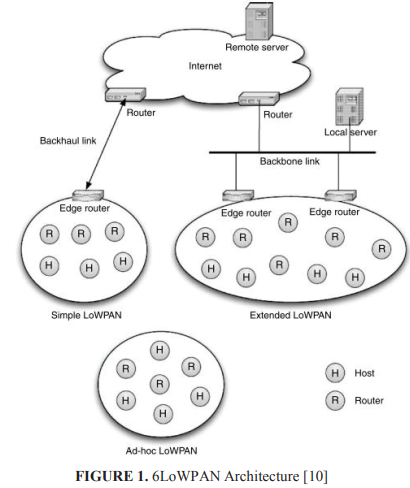 Remote server
Internet
Router
Router
Local server
Backhaul link
Backbone link
Edge router
Edge router
Edge router
R R R
H H H
R R R R R
H H R H H
Simple LoWPAN
Extended LoWPAN
H
R R
R
H H
H
H Host
R Router
Ad-hoc LoWPAN
FIGURE 1. 6LoWPAN Architecture [10]